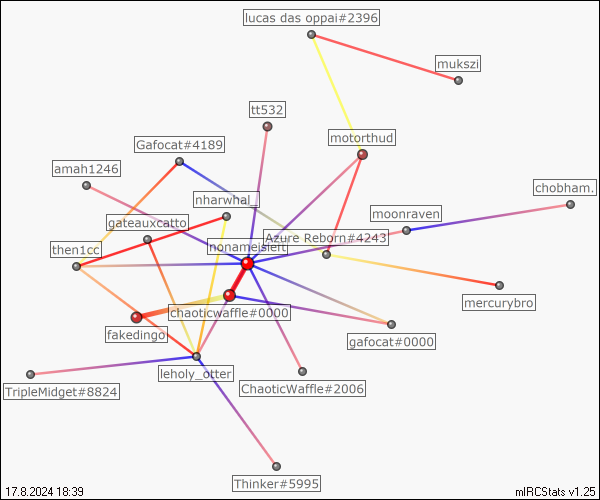 lucas das oppai#2396
mukszi
tt532
Gafocat#4189
motorthud
amah1246
nharwhal_
chobham.
gateauxcatto
moonraven
then1cc
Azure Reborn#4243
mercurybro
chaoticwaffle#0000
fakedingo
gafocat#0000
leholy_otter
TripleMidget#8824
ChaoticWaffle#2006
Thinker#5995
17.8.2024 18:39
mIRCStats v1.25